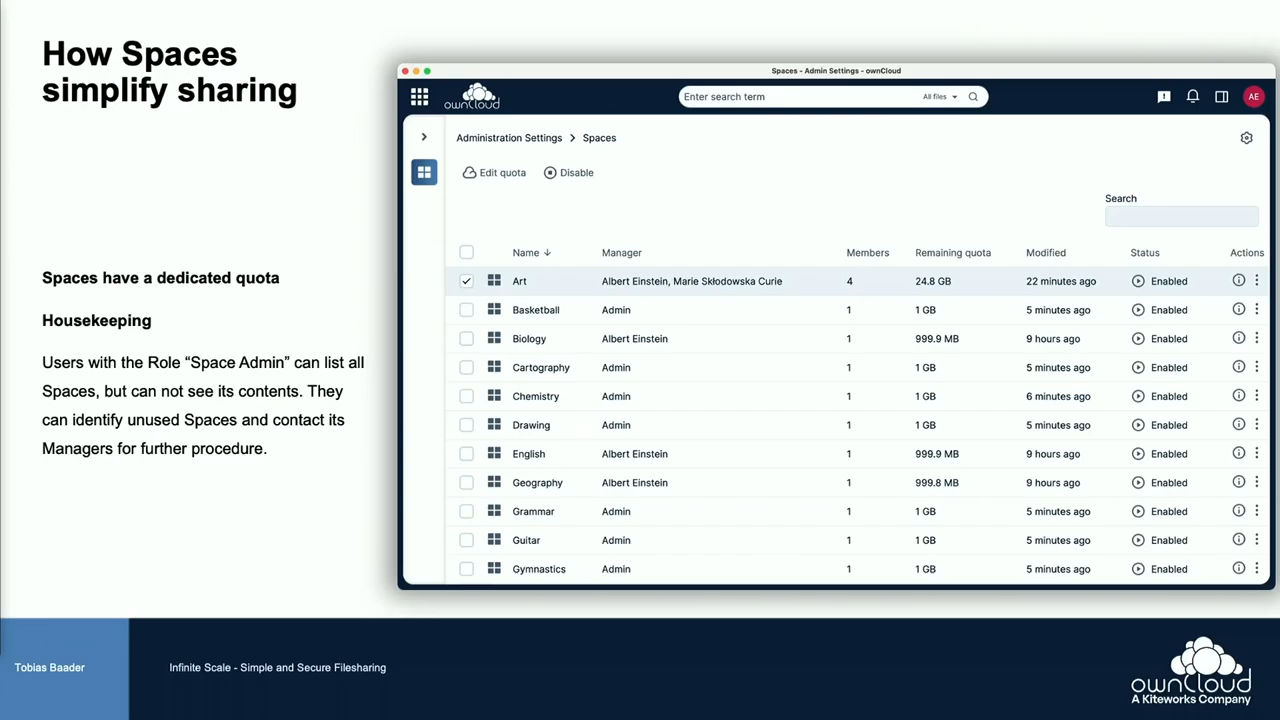 How Spaces
simplify sharing
Spaces have a dedicated quota
Housekeeping
Users with the Role “Space Admin” can list all
Spaces, but can not see its contents. They
can identify unused Spaces and contact its
Managers for further procedure.
Spaces - Admin Settings - ownCloud
ownCloud
Enter search term
All files
AE
Administration Settings > Spaces
Edit quota Disable
Search
Name Manager Members Remaining quota Modified Status Actions
Art Albert Einstein, Marie Skłodowska Curie 4 24.8 GB 22 minutes ago Enabled
Basketball Admin 1 1 GB 5 minutes ago Enabled
Biology Albert Einstein 1 999.9 MB 9 hours ago Enabled
Cartography Admin 1 1 GB 5 minutes ago Enabled
Chemistry Admin 1 1 GB 6 minutes ago Enabled
Drawing Admin 1 1 GB 5 minutes ago Enabled
English Albert Einstein 1 999.9 MB 9 hours ago Enabled
Geography Albert Einstein 1 999.8 MB 9 hours ago Enabled
Grammar Admin 1 1 GB 5 minutes ago Enabled
Guitar Admin 1 1 GB 5 minutes ago Enabled
Gymnastics Admin 1 1 GB 5 minutes ago Enabled
Tobias Baader
Infinite Scale - Simple and Secure Filesharing
ownCloud
A Kiteworks Company